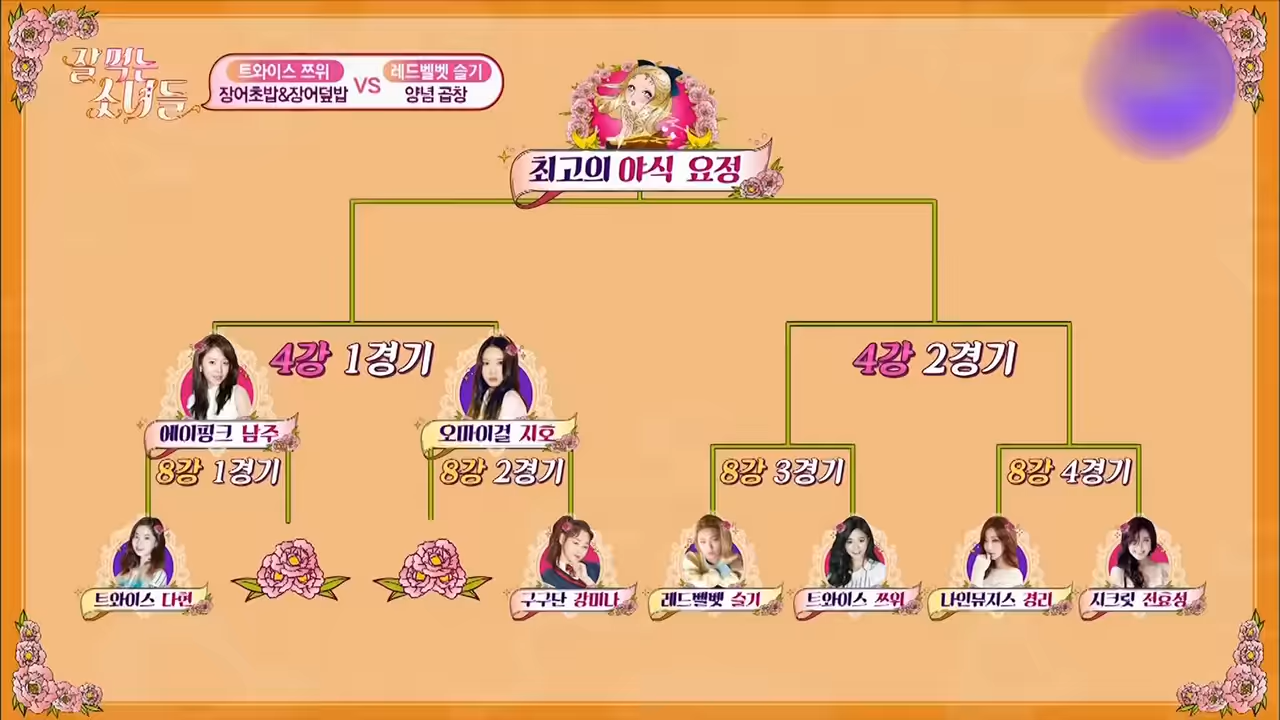 잘 먹는
소녀들
트와이스 쯔위
장어초밥&장어덮밥
VS
레드벨벳 슬기
양념 곱창
최고의 야식 요정
4강 1경기
4강 2경기
에이핑크 남주
오마이걸 지호
8강 1경기
8강 2경기
8강 3경기
8강 4경기
트와이스 다현
구구단 강미나
레드벨벳 슬기
트와이스 쯔위
나인뮤지스 경리
시크릿 전효성